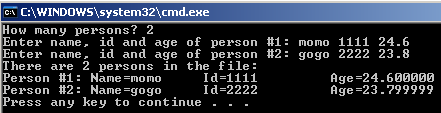 C:\WINDOWS\system32\cmd.exe
How many persons? 2
Enter name, id and age of person #1: momo 1111 24.6
Enter name, id and age of person #2: gogo 2222 23.8
There are 2 persons in the file:
Person #1: Name=momo Id=1111 Age=24.600000
Person #2: Name=gogo Id=2222 Age=23.799999
Press any key to continue . . .